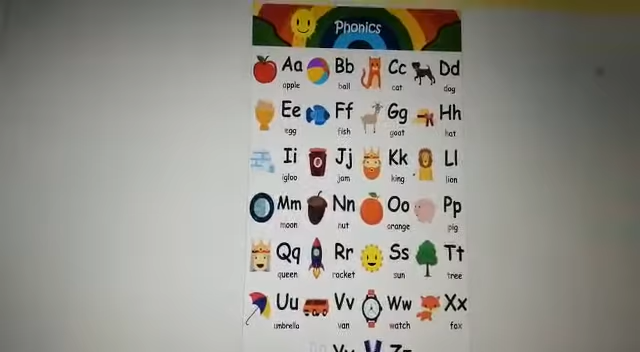 Phonics
Aa Bb Cc Dd
apple ball cat dog
Ee Ff Gg Hh
egg fish goat hat
Ii Jj Kk Ll
igloo jam king lion
Mm Nn Oo Pp
moon nut orange pig
Qq Rr Ss Tt
queen rocket sun tree
Uu Vv Ww Xx
umbrella van watch fox
Yy Zz